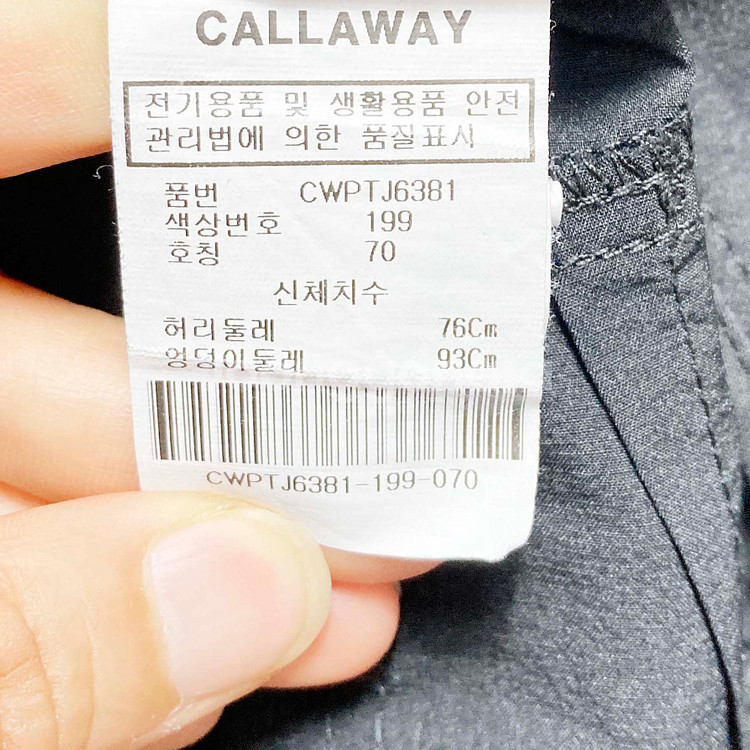 CALLAWAY
전기용품 및 생활용품 안전
관리법에 의한 품질표시
품번 CWPTJ6381
색상번호 199
호칭 70
신체치수
허리둘레 76Cm
엉덩이둘레 93Cm
CWPTJ6381-199-070